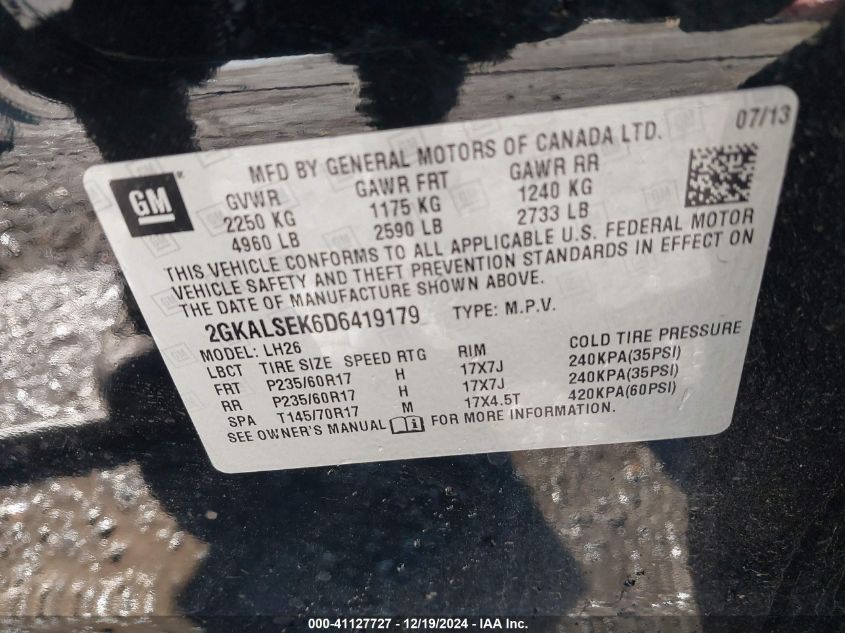 07/13
MFD BY GENERAL MOTORS OF CANADA LTD.
GM
GVWR GAWR FRT GAWR RR
2250 KG 1175 KG 1240 KG
4960 LB 2590 LB 2733 LB
THIS VEHICLE CONFORMS TO ALL APPLICABLE U.S. FEDERAL MOTOR
VEHICLE SAFETY AND THEFT PREVENTION STANDARDS IN EFFECT ON
THE DATE OF MANUFACTURE SHOWN ABOVE.
2GKALSEK6D6419179 TYPE: M.P.V.
MODEL: LH26
LBCT TIRE SIZE SPEED RTG RIM COLD TIRE PRESSURE
FRT P235/60R17 H 17X7J 240KPA(35PSI)
RR P235/60R17 H 17X7J 240KPA(35PSI)
SPA T145/70R17 M 17X4.5T 420KPA(60PSI)
SEE OWNER'S MANUAL FOR MORE INFORMATION.
000-41127727 - 12/19/2024 - IAA Inc.